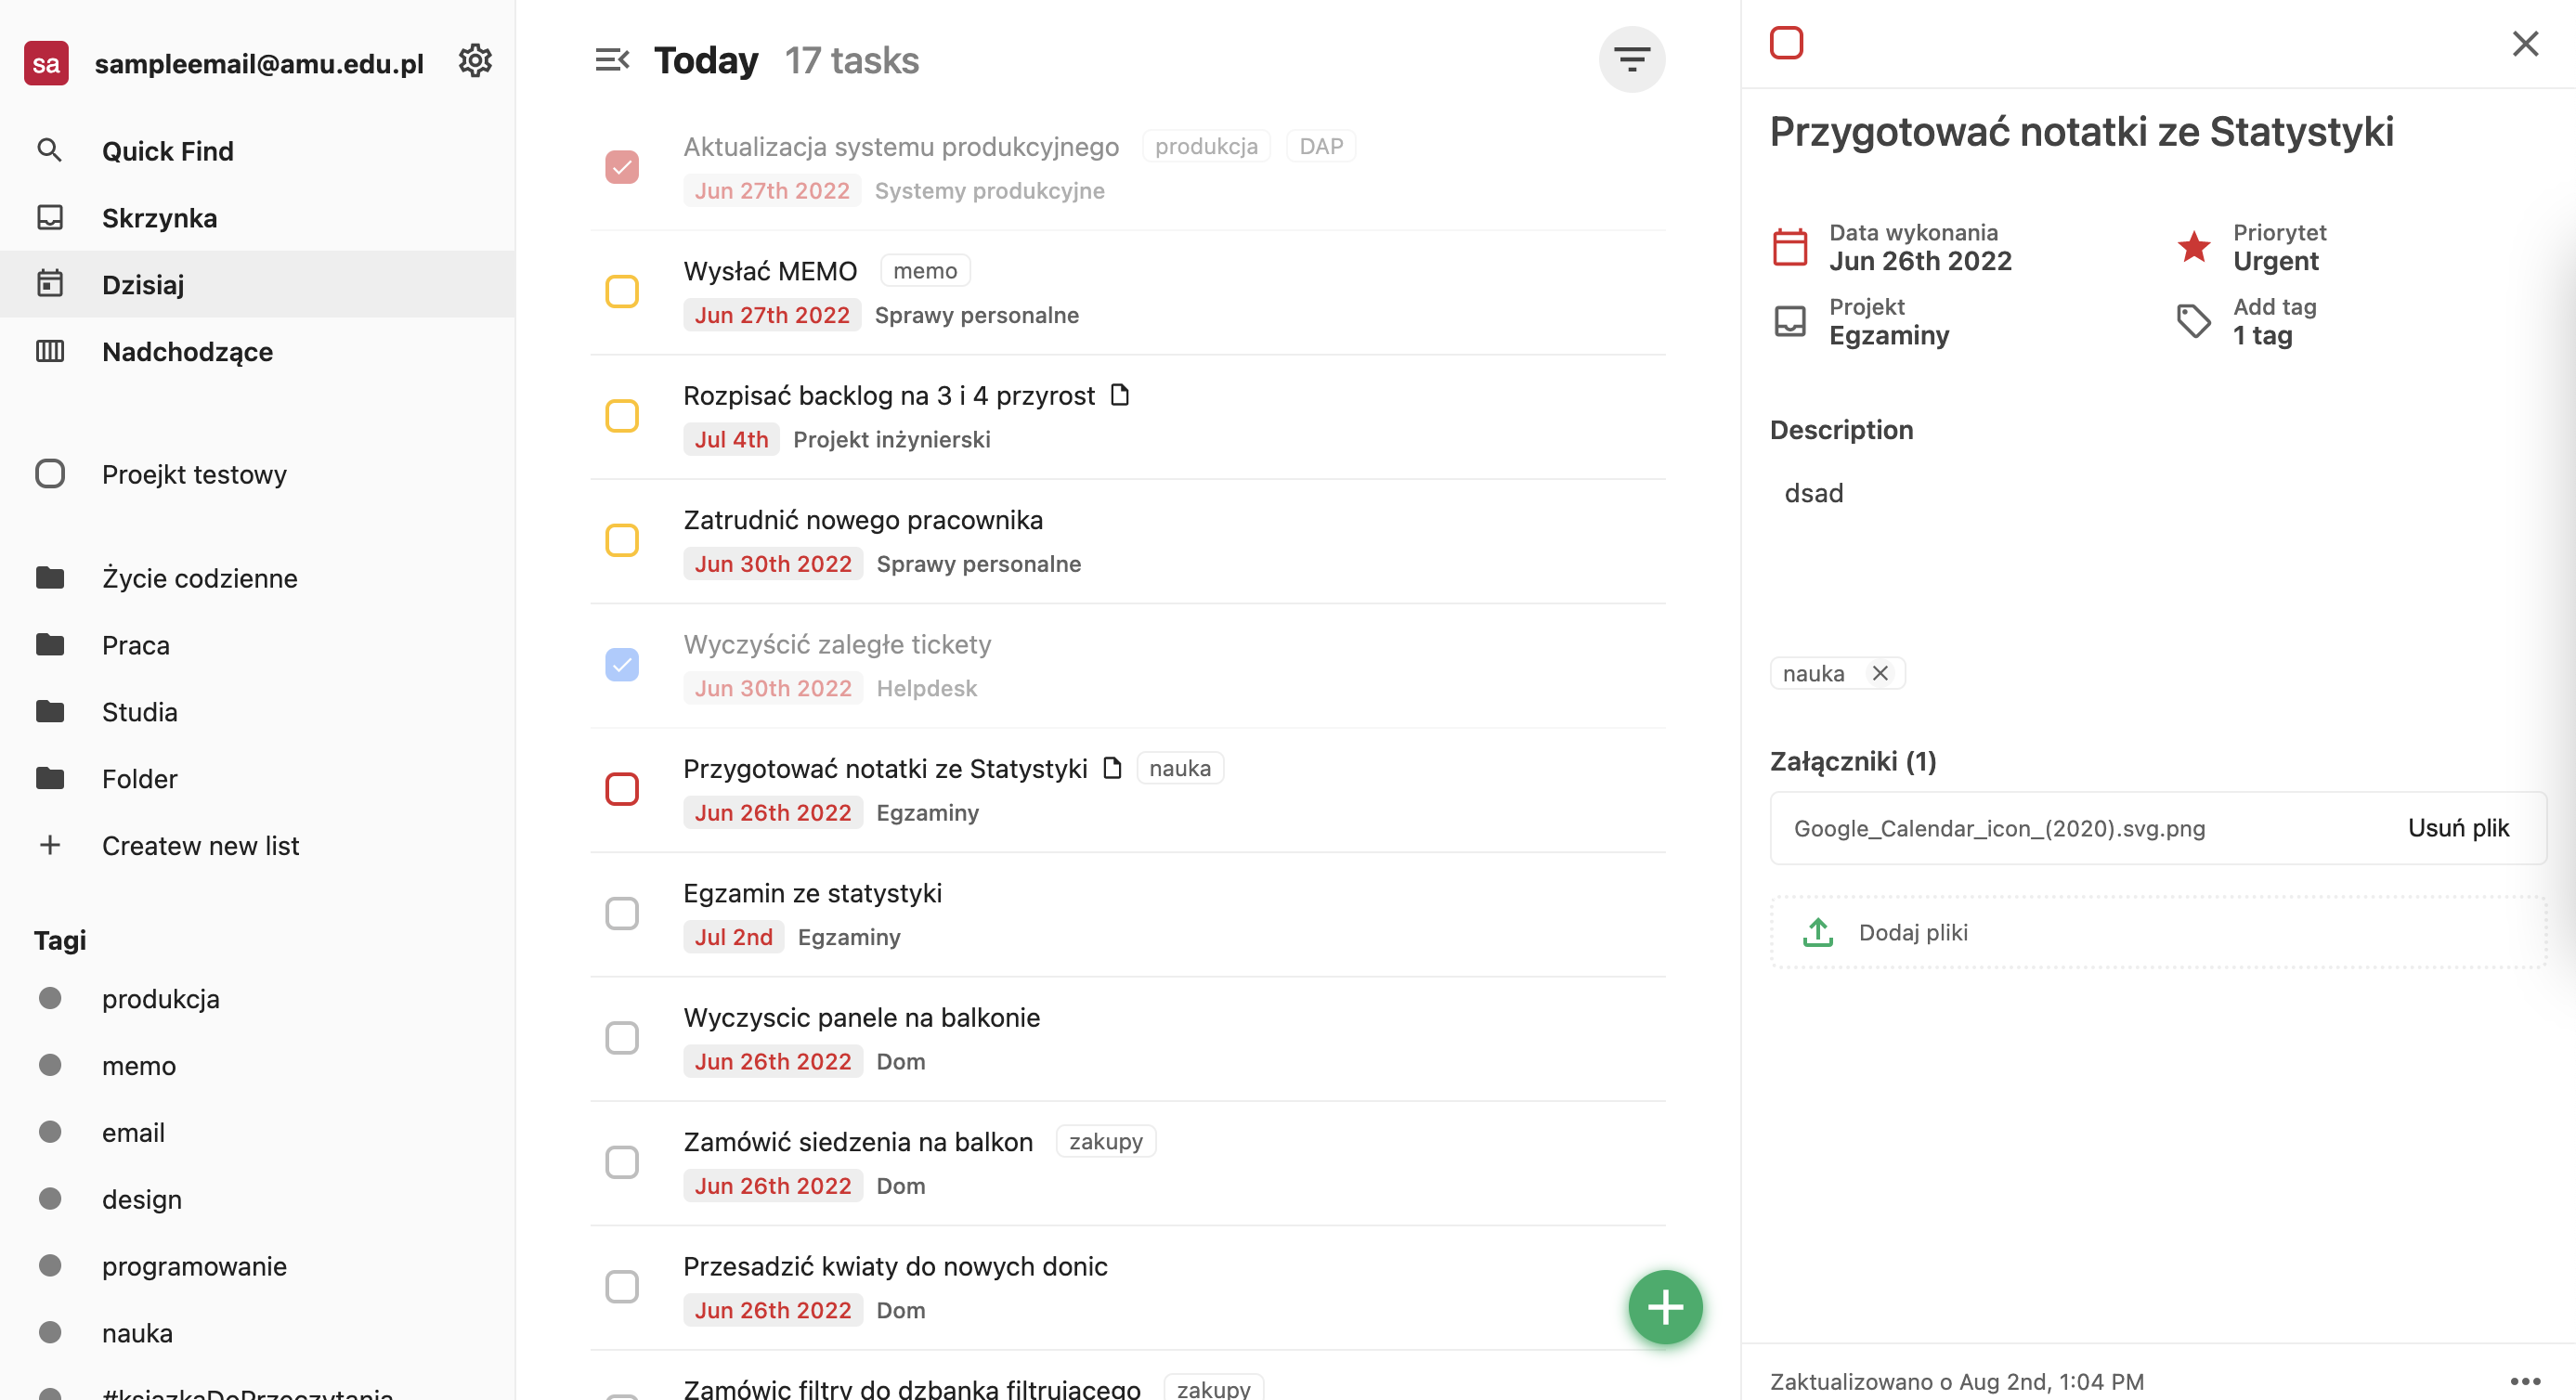 sa
sampleemail@amu.edu.pl
Quick Find
Skrzynka
Dzisiaj
Nadchodzące
Proejkt testowy
Życie codzienne
Praca
Studia
Folder
Createw new list
Tagi
produkcja
memo
email
design
programowanie
nauka
#książkaDoPrzeczytania
Today 17 tasks
Aktualizacja systemu produkcyjnego produkcja DAP
Jun 27th 2022 Systemy produkcyjne
Wysłać MEMO memo
Jun 27th 2022 Sprawy personalne
Rozpisać backlog na 3 i 4 przyrost
Jul 4th Projekt inżynierski
Zatrudnić nowego pracownika
Jun 30th 2022 Sprawy personalne
Wyczyścić zaległe tickety
Jun 30th 2022 Helpdesk
Przygotować notatki ze Statystyki nauka
Jun 26th 2022 Egzaminy
Egzamin ze statystyki
Jul 2nd Egzaminy
Wyczyscic panele na balkonie
Jun 26th 2022 Dom
Zamówić siedzenia na balkon zakupy
Jun 26th 2022 Dom
Przesadzić kwiaty do nowych donic
Jun 26th 2022 Dom
Zamówic filtry do dzbanka filtrującego zakupy
Przygotować notatki ze Statystyki
Data wykonania
Jun 26th 2022
Priorytet
Urgent
Projekt
Egzaminy
Add tag
1 tag
Description
dsad
nauka
Załączniki (1)
Google_Calendar_icon_(2020).svg.png Usuń plik
Dodaj pliki
Zaktualizowano o Aug 2nd, 1:04 PM